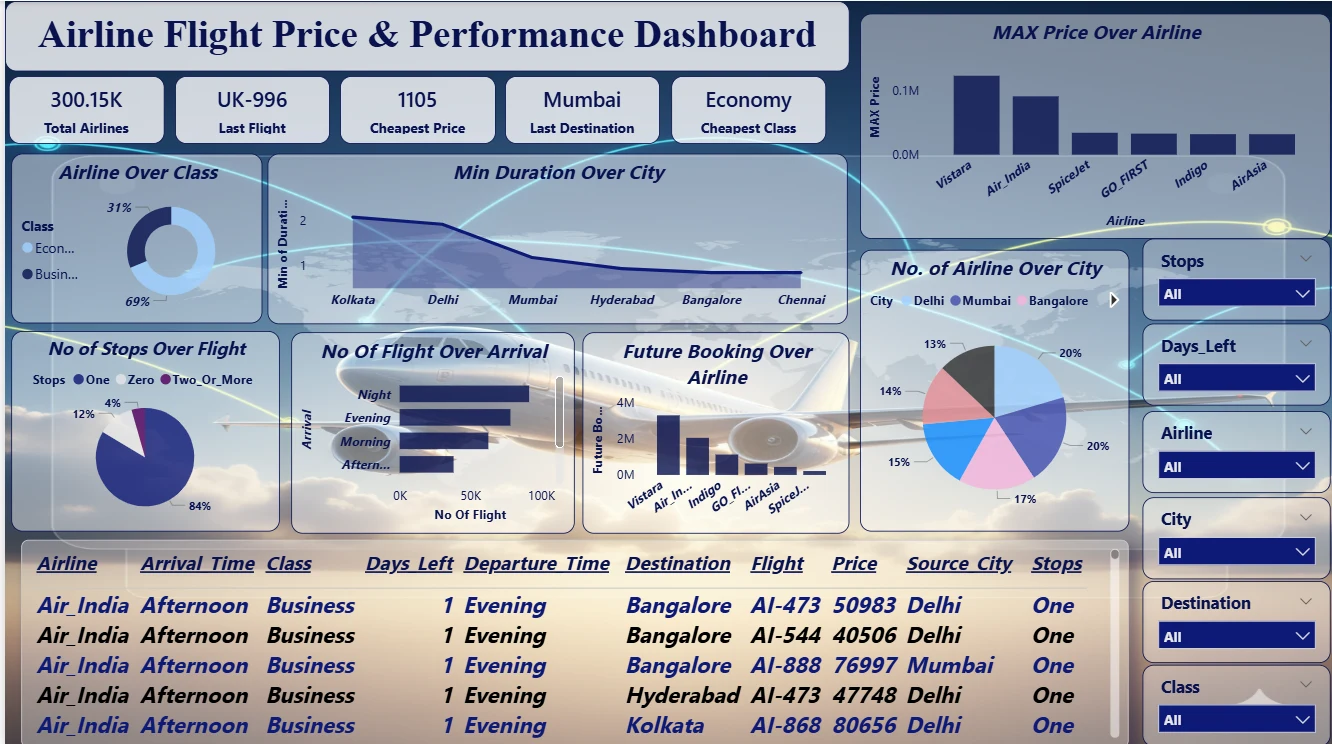 Airline Flight Price & Performance Dashboard
300.15K
Total Airlines
UK-996
Last Flight
1105
Cheapest Price
Mumbai
Last Destination
Economy
Cheapest Class
MAX Price Over Airline
MAX Price
0.1M
0.0M
Vistara
Air_India
SpiceJet
GO_FIRST
Indigo
AirAsia
Airline
Airline Over Class
Class
Econ...
Busin...
31%
69%
Min Duration Over City
Min of Durati...
2
1
Kolkata
Delhi
Mumbai
Hyderabad
Bangalore
Chennai
No of Stops Over Flight
Stops One Zero Two_Or_More
4%
12%
84%
No Of Flight Over Arrival
Arrival
Night
Evening
Morning
Aftern...
0K 50K 100K
No Of Flight
Future Booking Over
Airline
Future Bo...
4M
2M
0M
Vistara
Air_In...
Indigo
GO_FI...
AirAsia
SpiceJ...
No. of Airline Over City
City Delhi Mumbai Bangalore
13%
20%
14%
20%
15%
17%
Stops
All
Days_Left
All
Airline
All
City
All
Destination
All
Class
All
Airline Arrival_Time Class Days_Left Departure_Time Destination Flight Price Source_City Stops
Air_India Afternoon Business 1 Evening Bangalore AI-473 50983 Delhi One
Air_India Afternoon Business 1 Evening Bangalore AI-544 40506 Delhi One
Air_India Afternoon Business 1 Evening Bangalore AI-888 76997 Mumbai One
Air_India Afternoon Business 1 Evening Hyderabad AI-473 47748 Delhi One
Air_India Afternoon Business 1 Evening Kolkata AI-868 80656 Delhi One